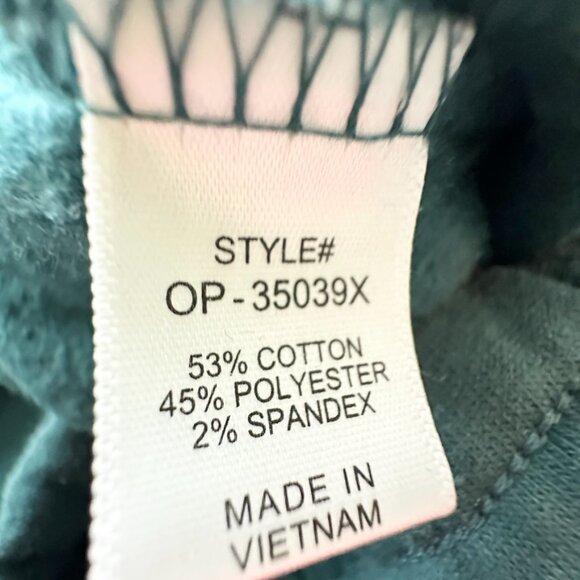 STYLE#
OP-35039X
53% COTTON
45% POLYESTER
2% SPANDEX
MADE IN
VIETNAM